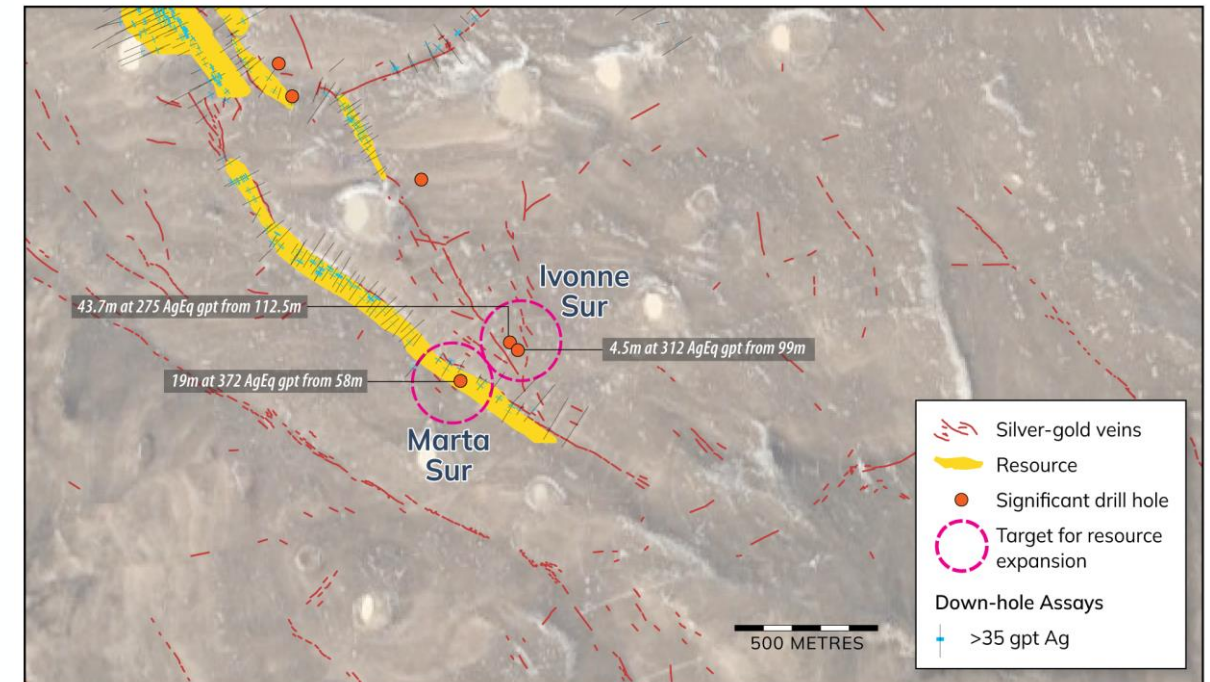 Ivonne
Sur
43.7m at 275 AgEq gpt from 112.5m
4.5m at 312 AgEq gpt from 99m
19m at 372 AgEq gpt from 58m
Marta
Sur
500 METRES
Silver-gold veins
Resource
Significant drill hole
Target for resource
expansion
Down-hole Assays
>35 gpt Ag